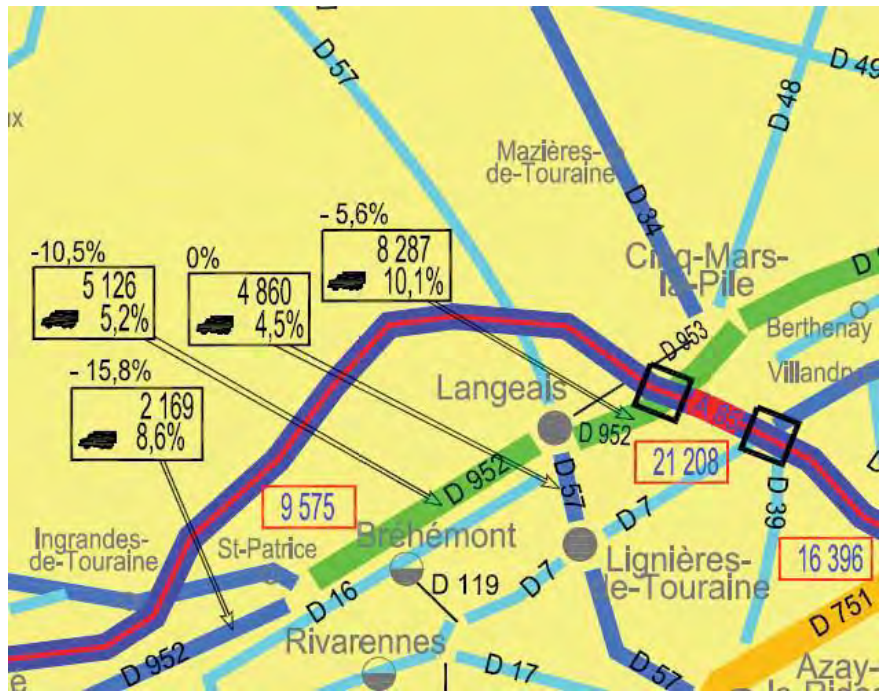 D 57
D 49
D 48
ux
Mazières-
de-Touraine
D 34
- 5,6%
8 287
10,1%
-10,5%
5 126
5,2%
0%
4 860
4,5%
Cinq-Mars-
la-Pile
D 953
Berthenay
- 15,8%
2 169
8,6%
Langeais
A 85
D 952
D 952
21 208
D 57
9 575
D 7
D 39
Ingrandes-
de-Touraine
St-Patrice
Bréhémont
Lignières-
le-Touraine
16 396
D 16
D 119
D 7
D 751
Rivarennes
D 952
D 17
D 57
Azay-
e